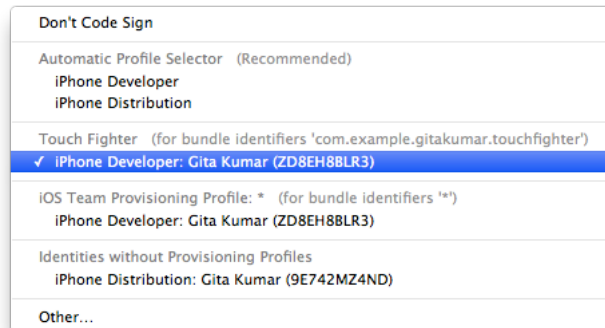 Don't Code Sign
Automatic Profile Selector (Recommended)
iPhone Developer
iPhone Distribution
Touch Fighter (for bundle identifiers 'com.example.gitakumar.touchfighter')
✓ iPhone Developer: Gita Kumar (ZD8EH8BLR3)
iOS Team Provisioning Profile: * (for bundle identifiers '*')
iPhone Developer: Gita Kumar (ZD8EH8BLR3)
Identities without Provisioning Profiles
iPhone Distribution: Gita Kumar (9E742MZ4ND)
Other...